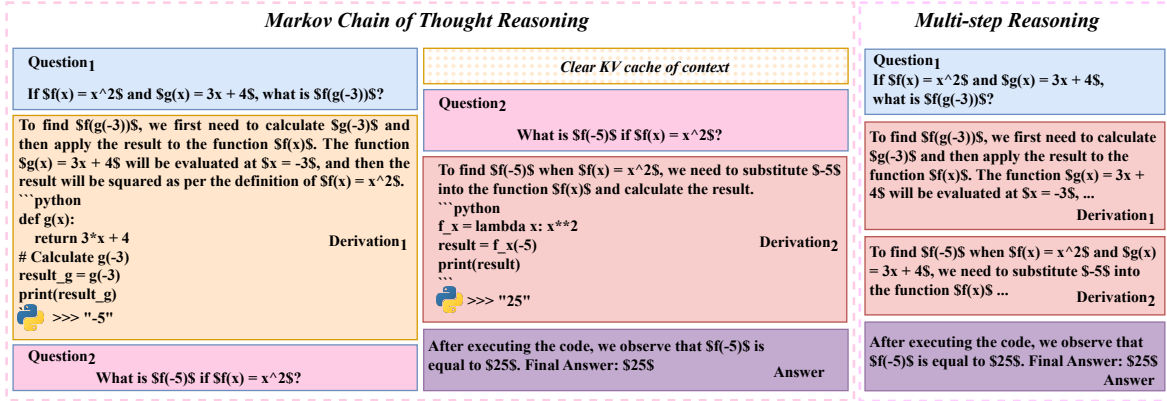 Markov Chain of Thought Reasoning
Question1
If $f(x) = x^2$ and $g(x) = 3x + 4$, what is $f(g(-3))$?
To find $f(g(-3))$, we first need to calculate $g(-3)$ and
then apply the result to the function $f(x)$. The function
$g(x) = 3x + 4$ will be evaluated at $x = -3$, and then the
result will be squared as per the definition of $f(x) = x^2$.
```python
def g(x):
return 3*x + 4
Derivation1
# Calculate g(-3)
result_g = g(-3)
print(result_g)
>>> "-5"
Question2
What is $f(-5)$ if $f(x) = x^2$?
Clear KV cache of context
Question2
What is $f(-5)$ if $f(x) = x^2$?
To find $f(-5)$ when $f(x) = x^2$, we need to substitute $-5$
into the function $f(x)$ and calculate the result.
```python
f_x = lambda x: x**2
result = f_x(-5)
Derivation2
print(result)
```
>>> "25"
After executing the code, we observe that $f(-5)$ is
equal to $25$. Final Answer: $25$
Answer
Multi-step Reasoning
Question1
If $f(x) = x^2$ and $g(x) = 3x + 4$,
what is $f(g(-3))$?
To find $f(g(-3))$, we first need to calculate
$g(-3)$ and then apply the result to the
function $f(x)$. The function $g(x) = 3x +
4$ will be evaluated at $x = -3$, ...
Derivation1
To find $f(-5)$ when $f(x) = x^2$ and $g(x)
= 3x + 4$, we need to substitute $-5$ into
the function $f(x)$ ...
Derivation2
After executing the code, we observe that
$f(-5)$ is equal to $25$. Final Answer: $25$
Answer